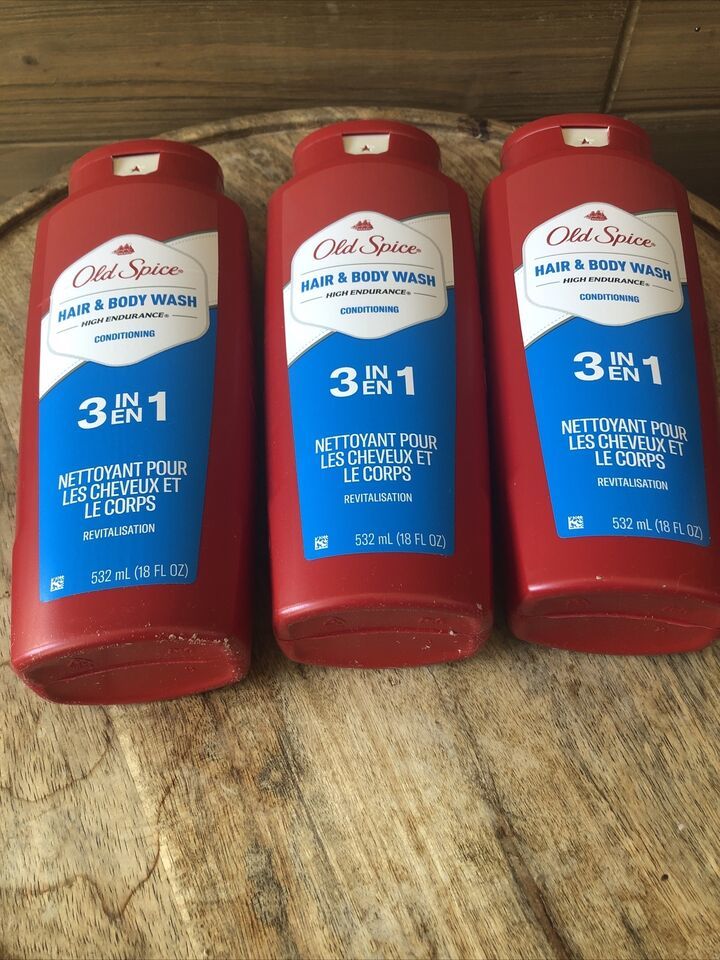 Old Spice®
HAIR & BODY WASH
HIGH ENDURANCE®
CONDITIONING
3 IN EN 1
NETTOYANT POUR
LES CHEVEUX ET
LE CORPS
REVITALISATION
532 mL (18 FL OZ)
Old Spice®
HAIR & BODY WASH
HIGH ENDURANCE®
CONDITIONING
3 IN EN 1
NETTOYANT POUR
LES CHEVEUX ET
LE CORPS
REVITALISATION
532 mL (18 FL OZ)
Old Spice®
HAIR & BODY WASH
HIGH ENDURANCE®
CONDITIONING
3 IN EN 1
NETTOYANT POUR
LES CHEVEUX ET
LE CORPS
REVITALISATION
532 mL (18 FL OZ)